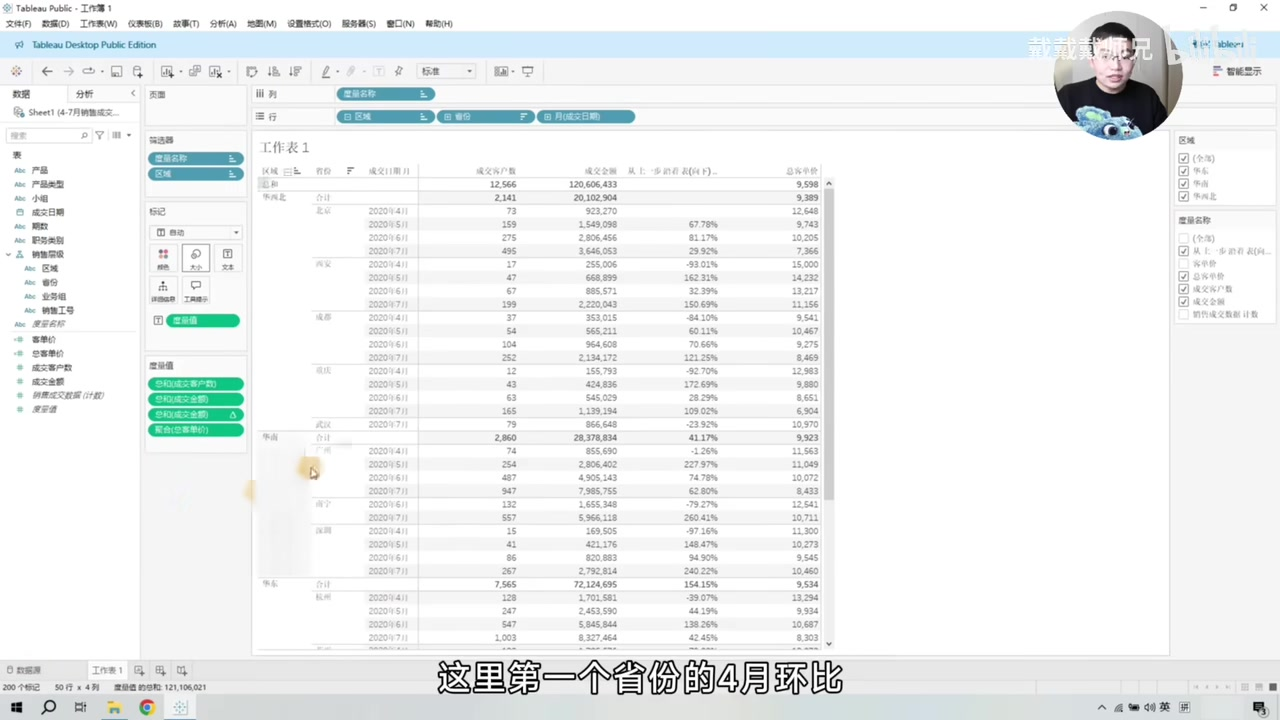 Tableau Public - 工作簿 1
文件(F) 数据(D) 工作表(W) 仪表板(B) 故事(T) 分析(A) 地图(M) 设置格式(O) 服务器(S) 窗口(N) 帮助(H)
Tableau Desktop Public Edition
戴戴戴师兄
标准
智能显示
数据 分析
Sheet1 (4-7月销售成交...
搜索
表
Abc 产品
Abc 产品类型
Abc 小组
成交日期
Abc 期数
Abc 职务类别
销售层级
Abc 区域
Abc 省份
Abc 业务组
Abc 销售工号
Abc 度量名称
客单价
总客单价
成交客户数
成交金额
销售成交数据 (计数)
度量值
页面
筛选器
度量名称
区域
标记
自动
颜色 大小 文本
详细信息 工具提示
度量值
度量值
总和(成交客户数)
总和(成交金额)
总和(成交金额) Δ
聚合(总客单价)
列 度量名称
行 区域 省份 月(成交日期)
工作表 1
区域 省份 成交日期 月 成交客户数 成交金额 从 上一步 沿着 表(向下)... 总客单价
总和 12,566 120,606,433 9,598
华西北 合计 2,141 20,102,904 9,389
北京 2020年4月 73 923,270 12,648
2020年5月 159 1,549,098 67.78% 9,743
2020年6月 275 2,806,456 81.17% 10,205
2020年7月 495 3,646,053 29.92% 7,366
西安 2020年4月 17 255,006 -93.01% 15,000
2020年5月 47 668,899 162.31% 14,232
2020年6月 67 885,571 32.39% 13,217
2020年7月 199 2,220,043 150.69% 11,156
成都 2020年4月 37 353,015 -84.10% 9,541
2020年5月 54 565,211 60.11% 10,467
2020年6月 104 964,608 70.66% 9,275
2020年7月 252 2,134,172 121.25% 8,469
重庆 2020年4月 12 155,793 -92.70% 12,983
2020年5月 43 424,836 172.69% 9,880
2020年6月 63 545,029 28.29% 8,651
2020年7月 165 1,139,194 109.02% 6,904
武汉 2020年7月 79 866,648 -23.92% 10,970
华南 合计 2,860 28,378,834 41.17% 9,923
广州 2020年4月 74 855,690 -1.26% 11,563
2020年5月 254 2,806,402 227.97% 11,049
2020年6月 487 4,905,143 74.78% 10,072
2020年7月 947 7,985,755 62.80% 8,433
南宁 2020年6月 132 1,655,348 -79.27% 12,541
2020年7月 557 5,966,118 260.41% 10,711
深圳 2020年4月 15 169,505 -97.16% 11,300
2020年5月 41 421,176 148.47% 10,273
2020年6月 86 820,883 94.90% 9,545
2020年7月 267 2,792,814 240.22% 10,460
华东 合计 7,565 72,124,695 154.15% 9,534
杭州 2020年4月 128 1,701,581 -39.07% 13,294
2020年5月 247 2,453,590 44.19% 9,934
2020年6月 547 5,845,844 138.26% 10,687
2020年7月 1,003 8,327,464 42.45% 8,303
区域
(全部)
华东
华南
华西北
度量名称
(全部)
从 上一步 沿着 表(向...
客单价
总客单价
成交客户数
成交金额
销售成交数据 计数
这里第一个省份的4月环比
数据源 工作表 1
200 个标记 50 行 x 4 列 度量值 的总和: 121,106,021
英
拼